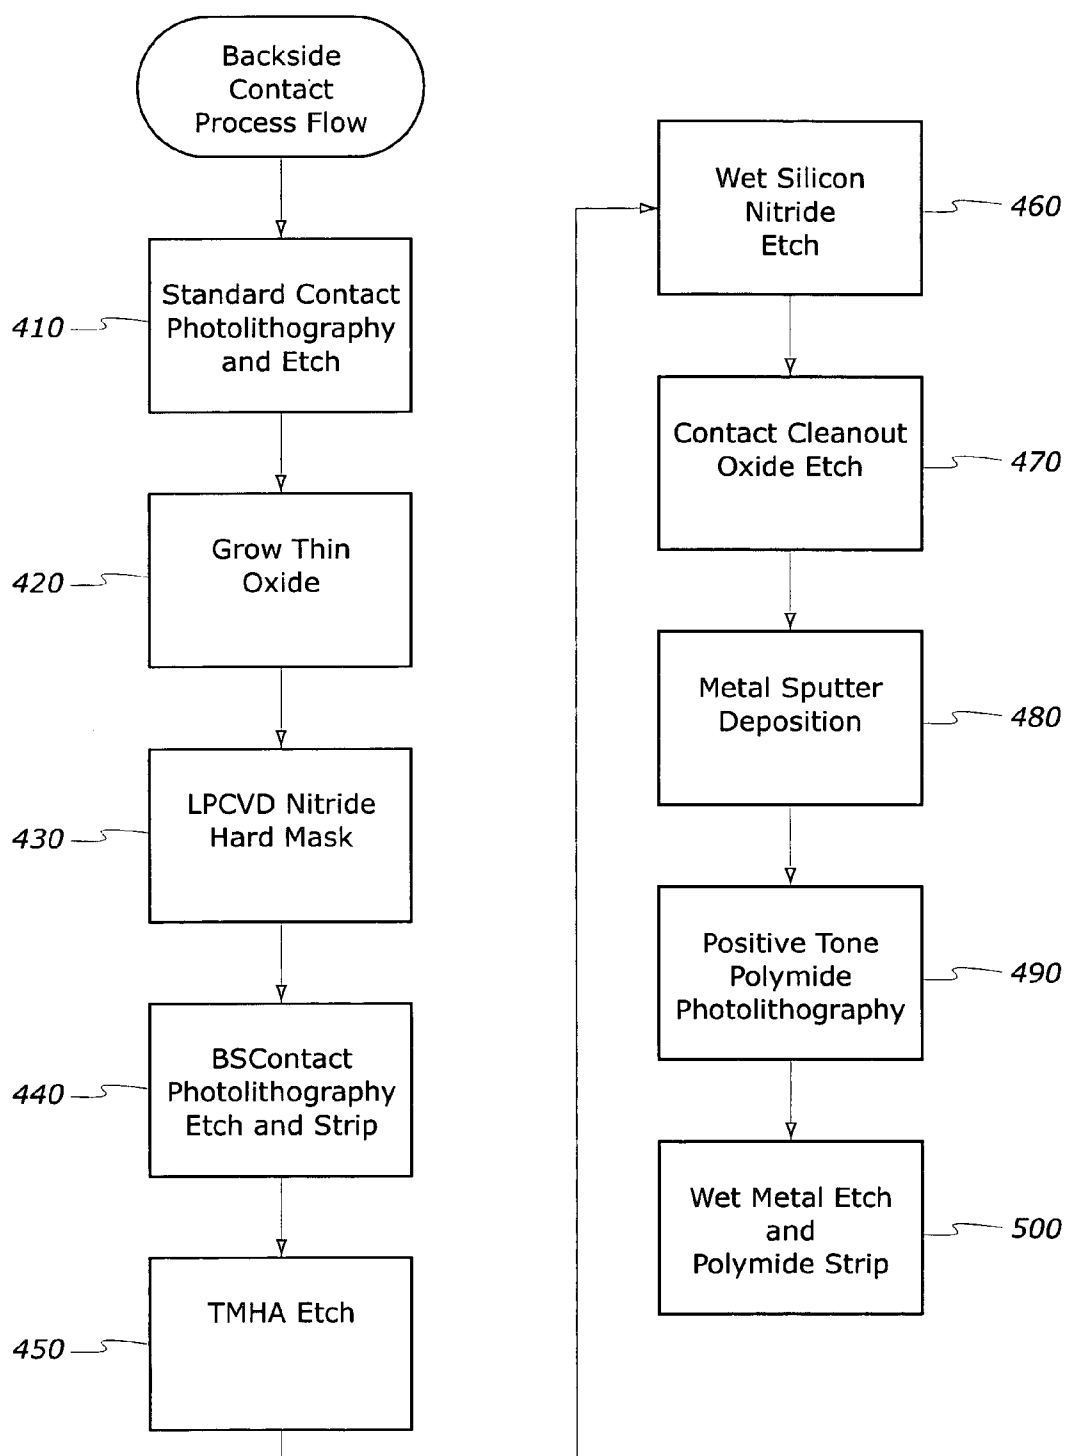 Backside
Contact
Process Flow
410
Standard Contact
Photolithography
and Etch
420
Grow Thin
Oxide
430
LPCVD Nitride
Hard Mask
440
BSContact
Photolithography
Etch and Strip
450
TMHA Etch
Wet Silicon
Nitride
Etch
460
Contact Cleanout
Oxide Etch
470
Metal Sputter
Deposition
480
Positive Tone
Polymide
Photolithography
490
Wet Metal Etch
and
Polymide Strip
500